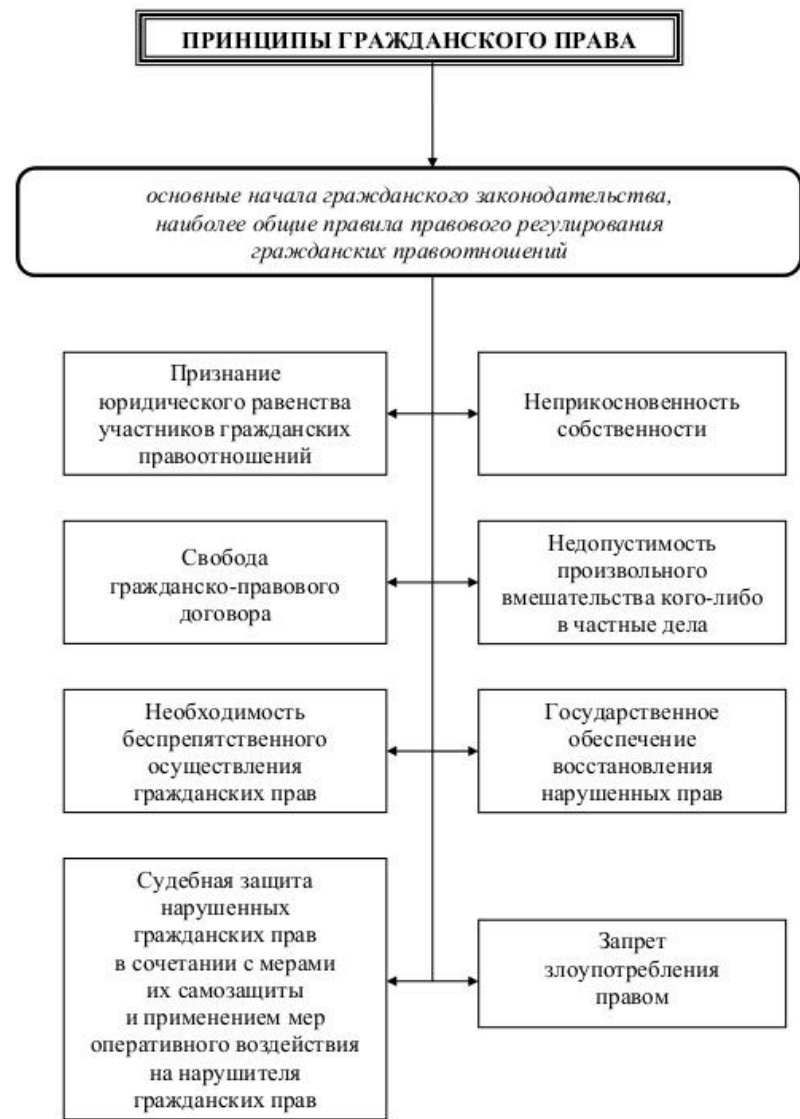 ПРИНЦИПЫ ГРАЖДАНСКОГО ПРАВА
основные начала гражданского законодательства,
наиболее общие правила правового регулирования
гражданских правоотношений
Признание
юридического равенства
участников гражданских
правоотношений
Неприкосновенность
собственности
Свобода
гражданско-правового
договора
Недопустимость
произвольного
вмешательства кого-либо
в частные дела
Необходимость
беспрепятственного
осуществления
гражданских прав
Государственное
обеспечение
восстановления
нарушенных прав
Судебная защита
нарушенных
гражданских прав
в сочетании с мерами
их самозащиты
и применением мер
оперативного воздействия
на нарушителя
гражданских прав
Запрет
злоупотребления
правом